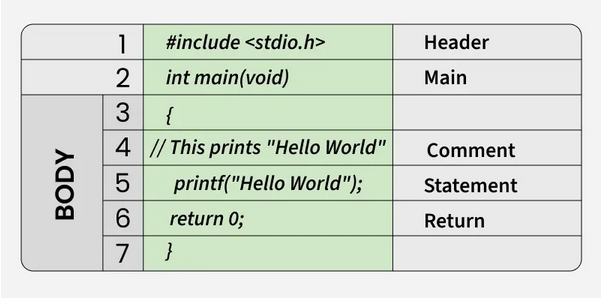 1 #include <stdio.h> Header
2 int main(void) Main
BODY
3 {
4 // This prints "Hello World" Comment
5 printf("Hello World"); Statement
6 return 0; Return
7 }